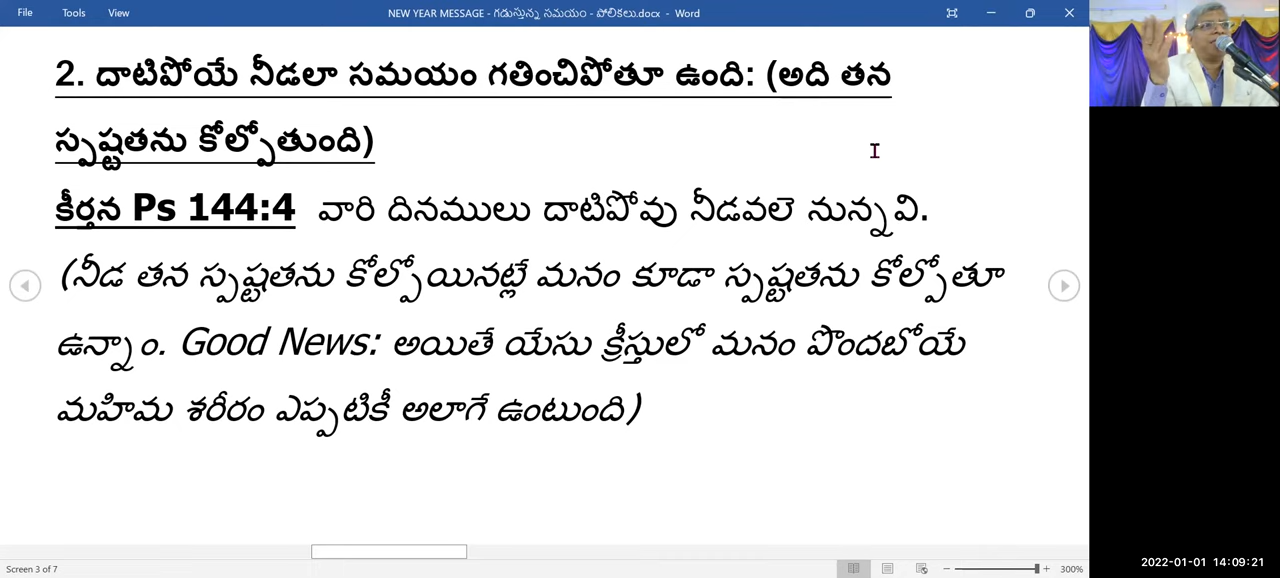 File Tools View NEW YEAR MESSAGE - గడుస్తున్న సమయం - పోలికలు.docx - Word
2. దాటిపోయే నీడలా సమయం గతించిపోతూ ఉంది: (అది తన
స్పష్టతను కోల్పోతుంది)
కీర్తన Ps 144:4 వారి దినములు దాటిపోవు నీడవలె నున్నవి.
(నీడ తన స్పష్టతను కోల్పోయినట్లే మనం కూడా స్పష్టతను కోల్పోతూ
ఉన్నాం. Good News: అయితే యేసు క్రీస్తులో మనం పొందబోయే
మహిమ శరీరం ఎప్పటికీ అలాగే ఉంటుంది)
2022-01-01 14:09:21
Screen 3 of 7 300%